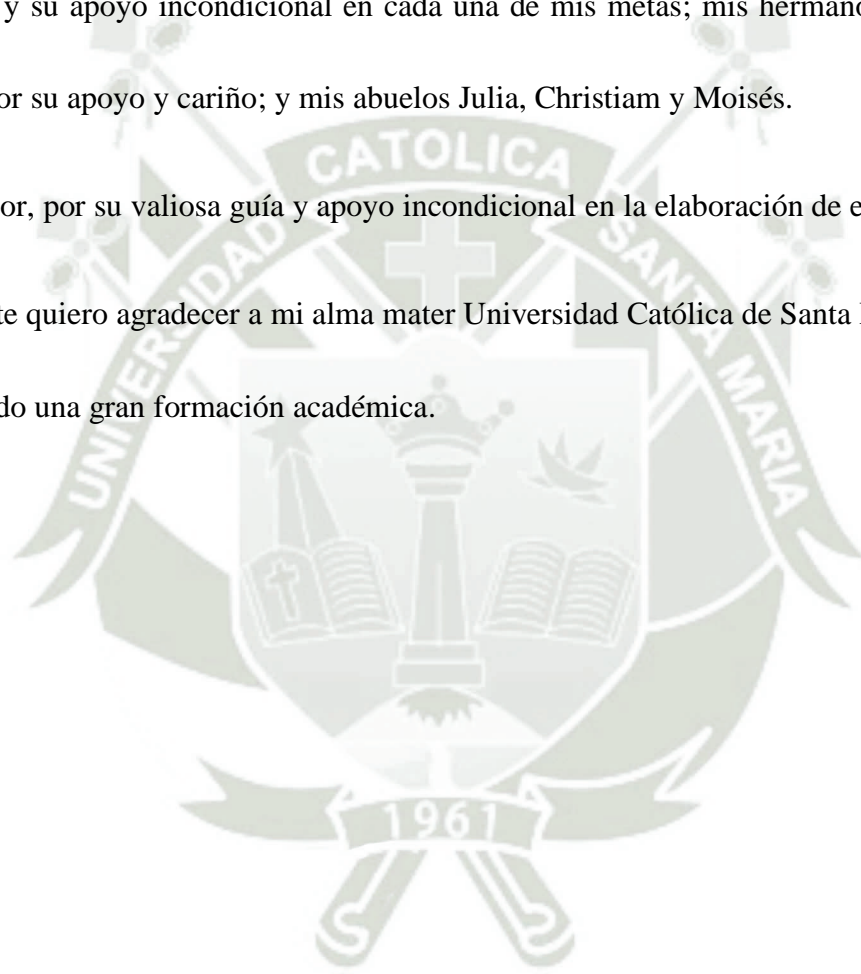 y su apoyo incondicional en cada una de mis metas; mis hermano
or su apoyo y cariño; y mis abuelos Julia, Christiam y Moisés.
or, por su valiosa guía y apoyo incondicional en la elaboración de e
te quiero agradecer a mi alma mater Universidad Católica de Santa
do una gran formación académica.
UNIVERSIDAD CATOLICA SANTA MARIA
1961